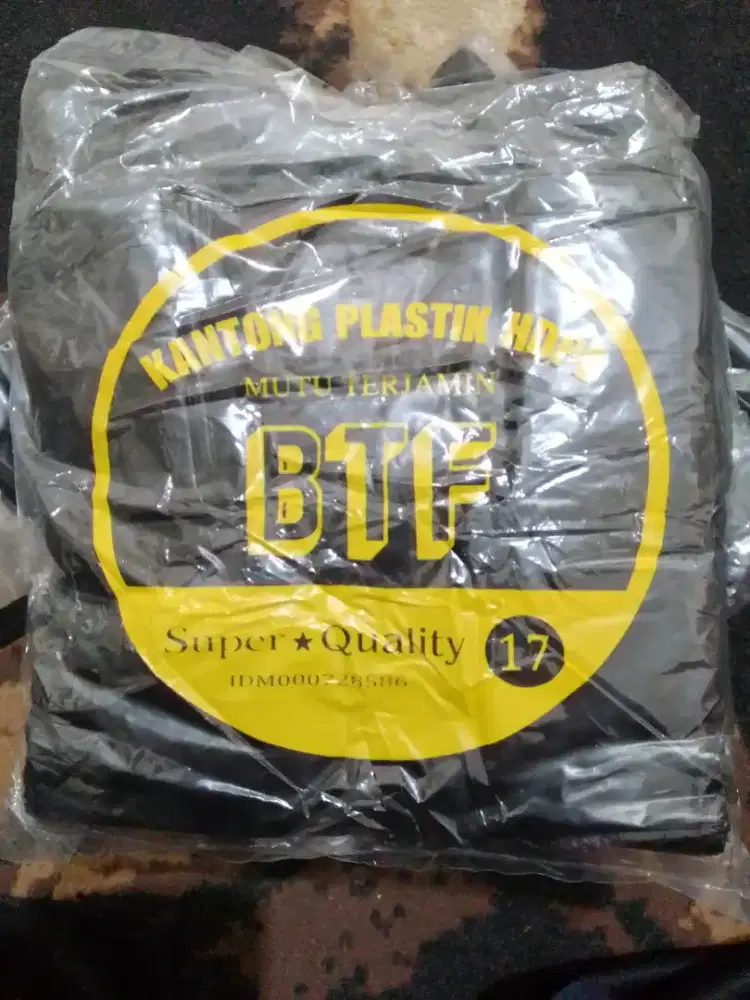 KANTONG PLASTIK HDPE
MUTU TERJAMIN
BTF
Super ★ Quality 17
IDM000728586